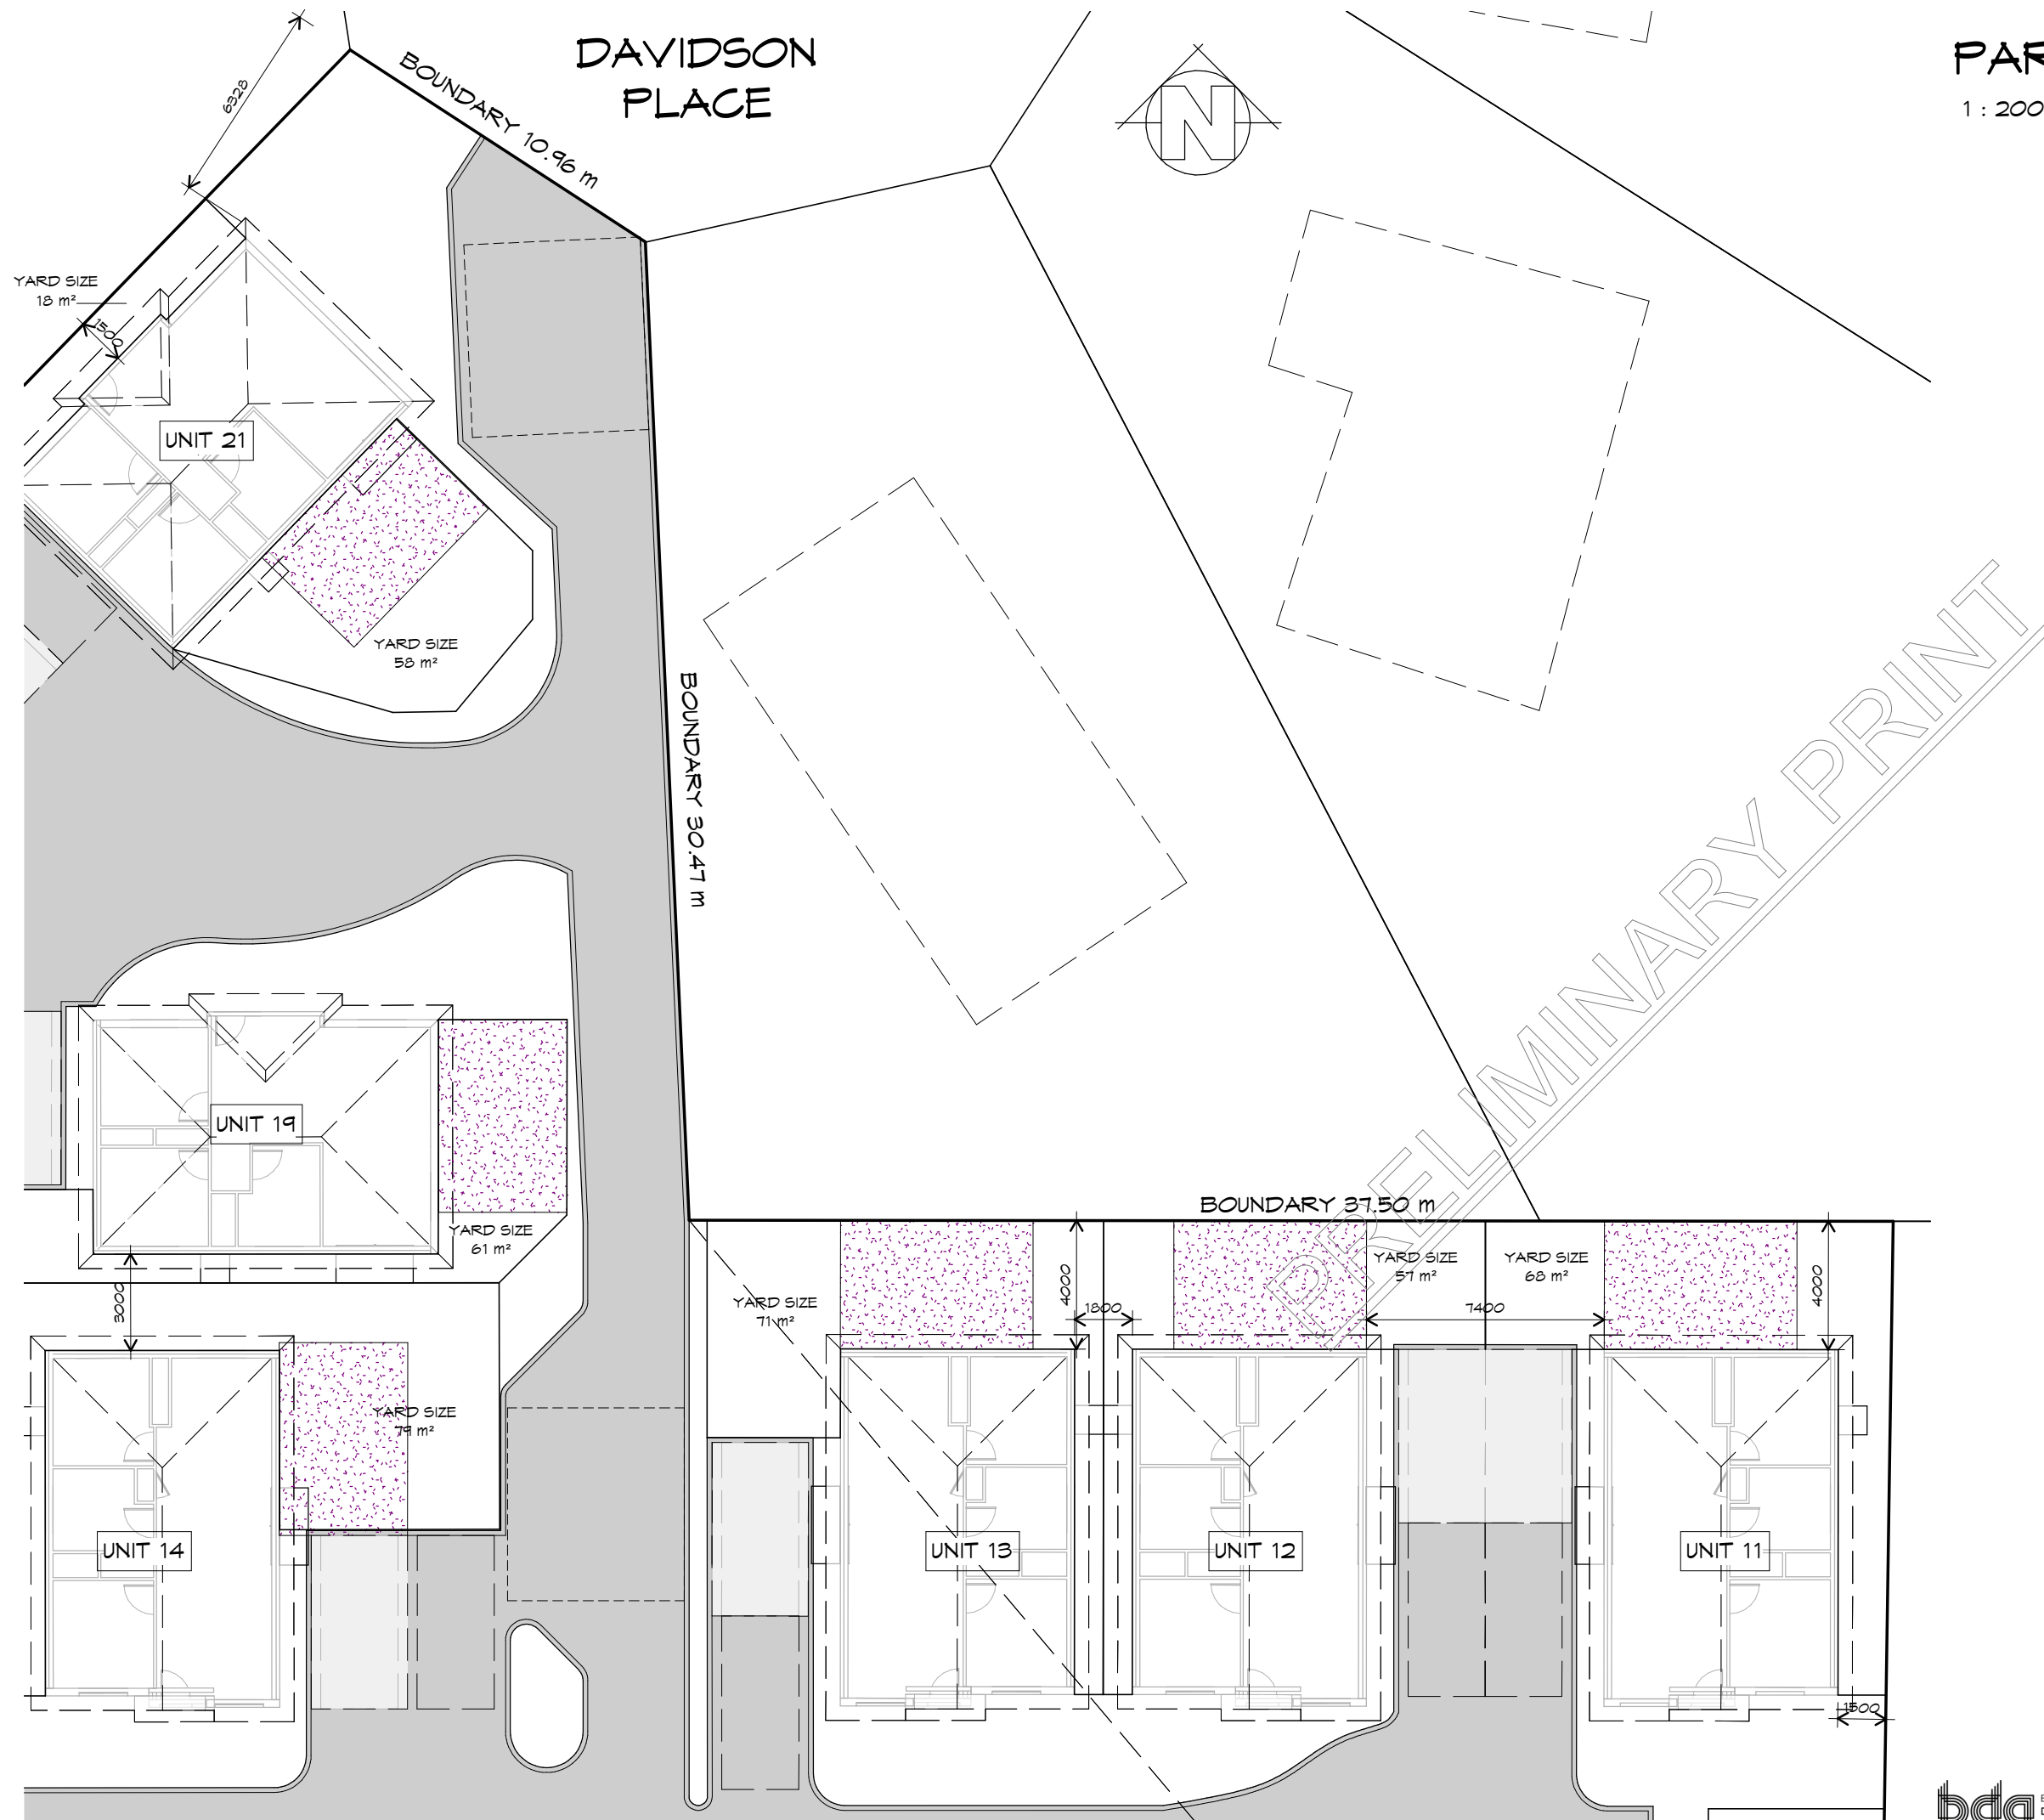 DAVIDSON
PLACE
BOUNDARY 10.96 m
PAR
1 : 200
6328
YARD SIZE
18 m²
1500
UNIT 21
YARD SIZE
58 m²
BOUNDARY 30.47 m
N
PRELIMINARY PRINT
UNIT 19
YARD SIZE
61 m²
3000
BOUNDARY 37.50 m
YARD SIZE
71 m²
4000
1800
YARD SIZE
57 m²
YARD SIZE
68 m²
7400
4000
YARD SIZE
79 m²
UNIT 14
UNIT 13
UNIT 12
UNIT 11
1500
bda